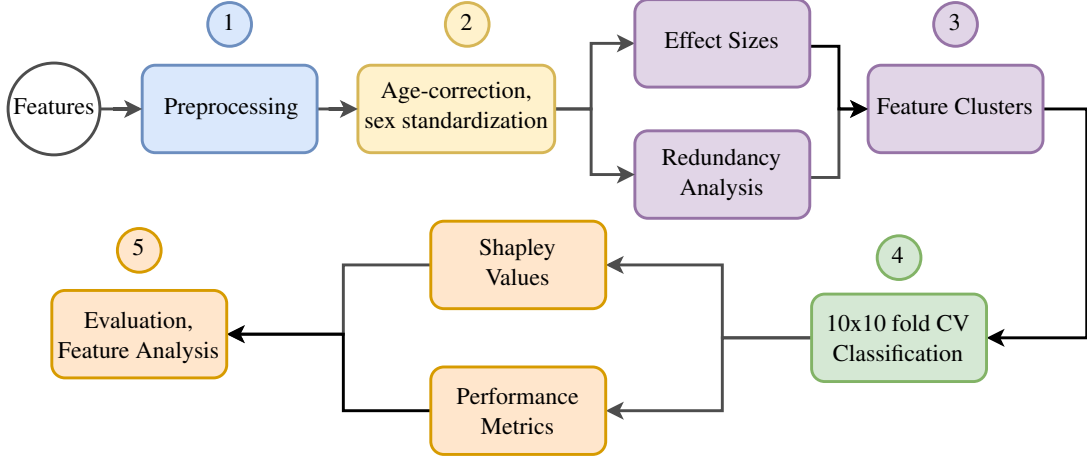 1
2
3
Features
Preprocessing
Age-correction,
sex standardization
Effect Sizes
Redundancy
Analysis
Feature Clusters
4
10x10 fold CV
Classification
Shapley
Values
Performance
Metrics
5
Evaluation,
Feature Analysis